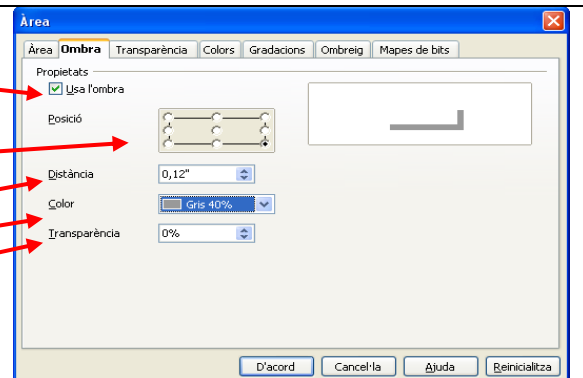 Àrea
Àrea Ombra Transparència Colors Gradacions Ombreig Mapes de bits
Propietats
Usa l'ombra
Posició
Distància 0,12"
Color Gris 40%
Transparència 0%
D'acord Cancel·la Ajuda Reinicialitza